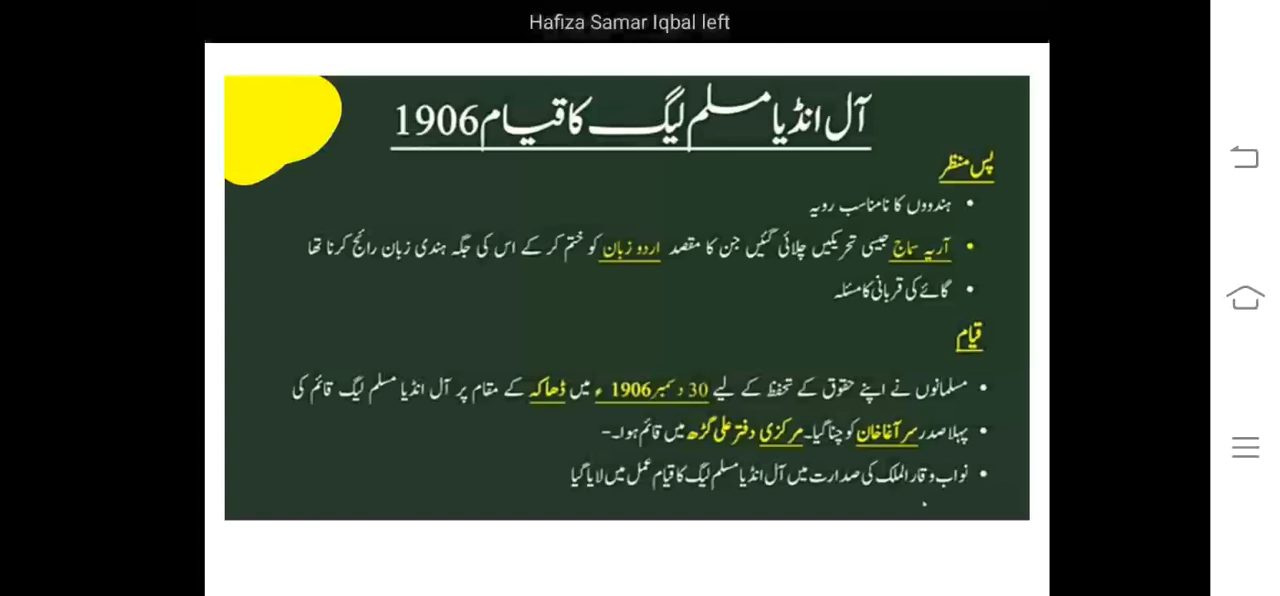 Hafiza Samar Iqbal left
آل انڈیا مسلم لیگ کا قیام 1906
پس منظر
• ہندووں کا نامناسب رویہ
• آریہ سماج جیسی تحریکیں چلائی گئیں جن کا مقصد اردو زبان کو ختم کر کے اس کی جگہ ہندی زبان رائج کرنا تھا
• گائے کی قربانی کا مسئلہ
قیام
• مسلمانوں نے اپنے حقوق کے تحفظ کے لیے 30 دسمبر 1906 ء میں ڈھاکہ کے مقام پر آل انڈیا مسلم لیگ قائم کی
• پہلا صدر سر آغا خان کو چنا گیا۔ مرکزی دفتر علی گڑھ میں قائم ہوا۔-
• نواب وقار الملک کی صدارت میں آل انڈیا مسلم لیگ کا قیام عمل میں لایا گیا